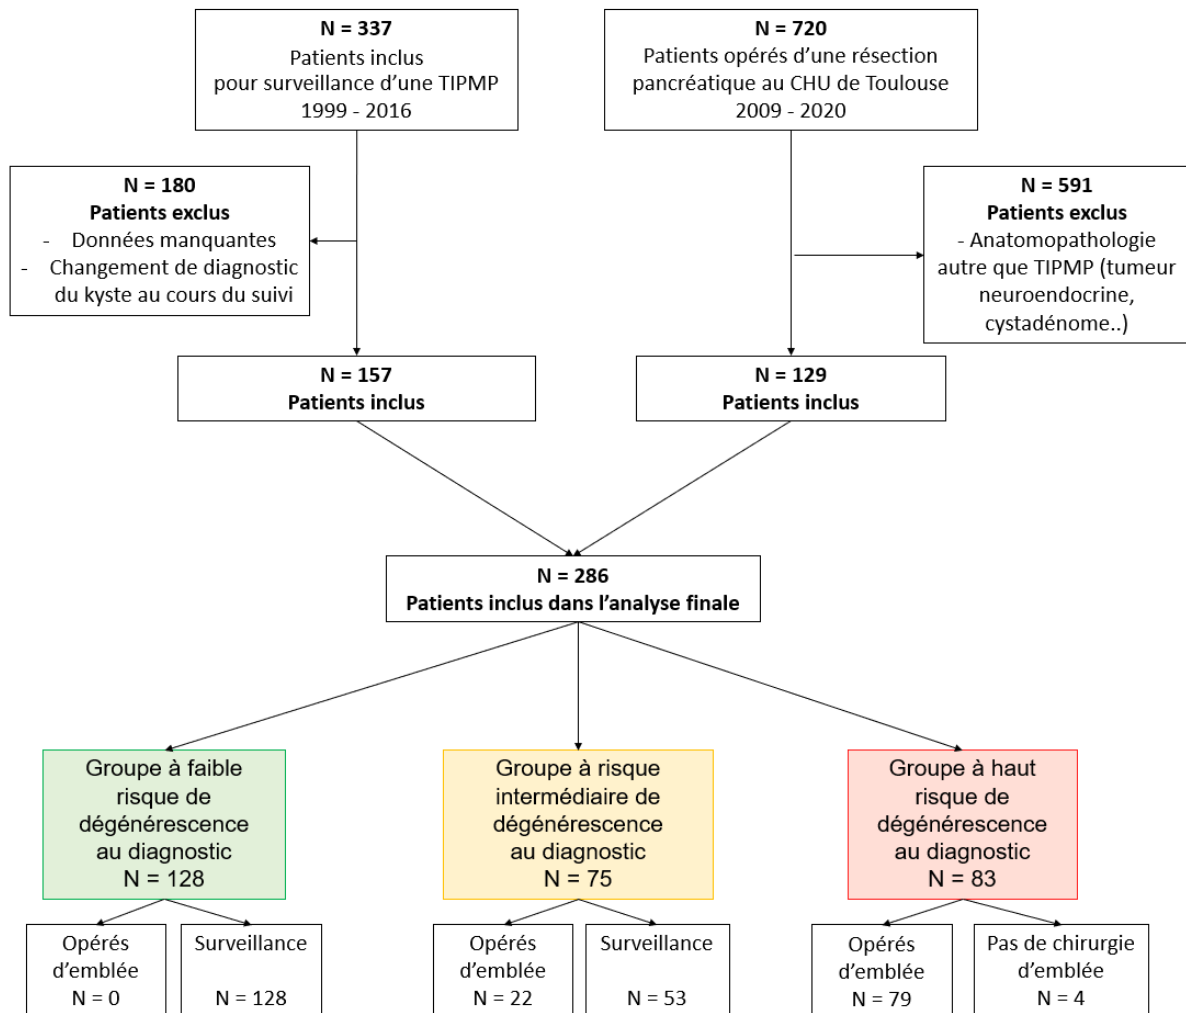 N = 337
Patients inclus
pour surveillance d’une TIPMP
1999 - 2016
N = 720
Patients opérés d’une résection
pancréatique au CHU de Toulouse
2009 - 2020
N = 180
Patients exclus
- Données manquantes
- Changement de diagnostic
du kyste au cours du suivi
N = 591
Patients exclus
- Anatomopathologie
autre que TIPMP (tumeur
neuroendocrine,
cystadénome..)
N = 157
Patients inclus
N = 129
Patients inclus
N = 286
Patients inclus dans l’analyse finale
Groupe à faible
risque de
dégénérescence
au diagnostic
N = 128
Groupe à risque
intermédiaire de
dégénérescence
au diagnostic
N = 75
Groupe à haut
risque de
dégénérescence
au diagnostic
N = 83
Opérés
d’emblée
N = 0
Surveillance
N = 128
Opérés
d’emblée
N = 22
Surveillance
N = 53
Opérés
d’emblée
N = 79
Pas de chirurgie
d’emblée
N = 4